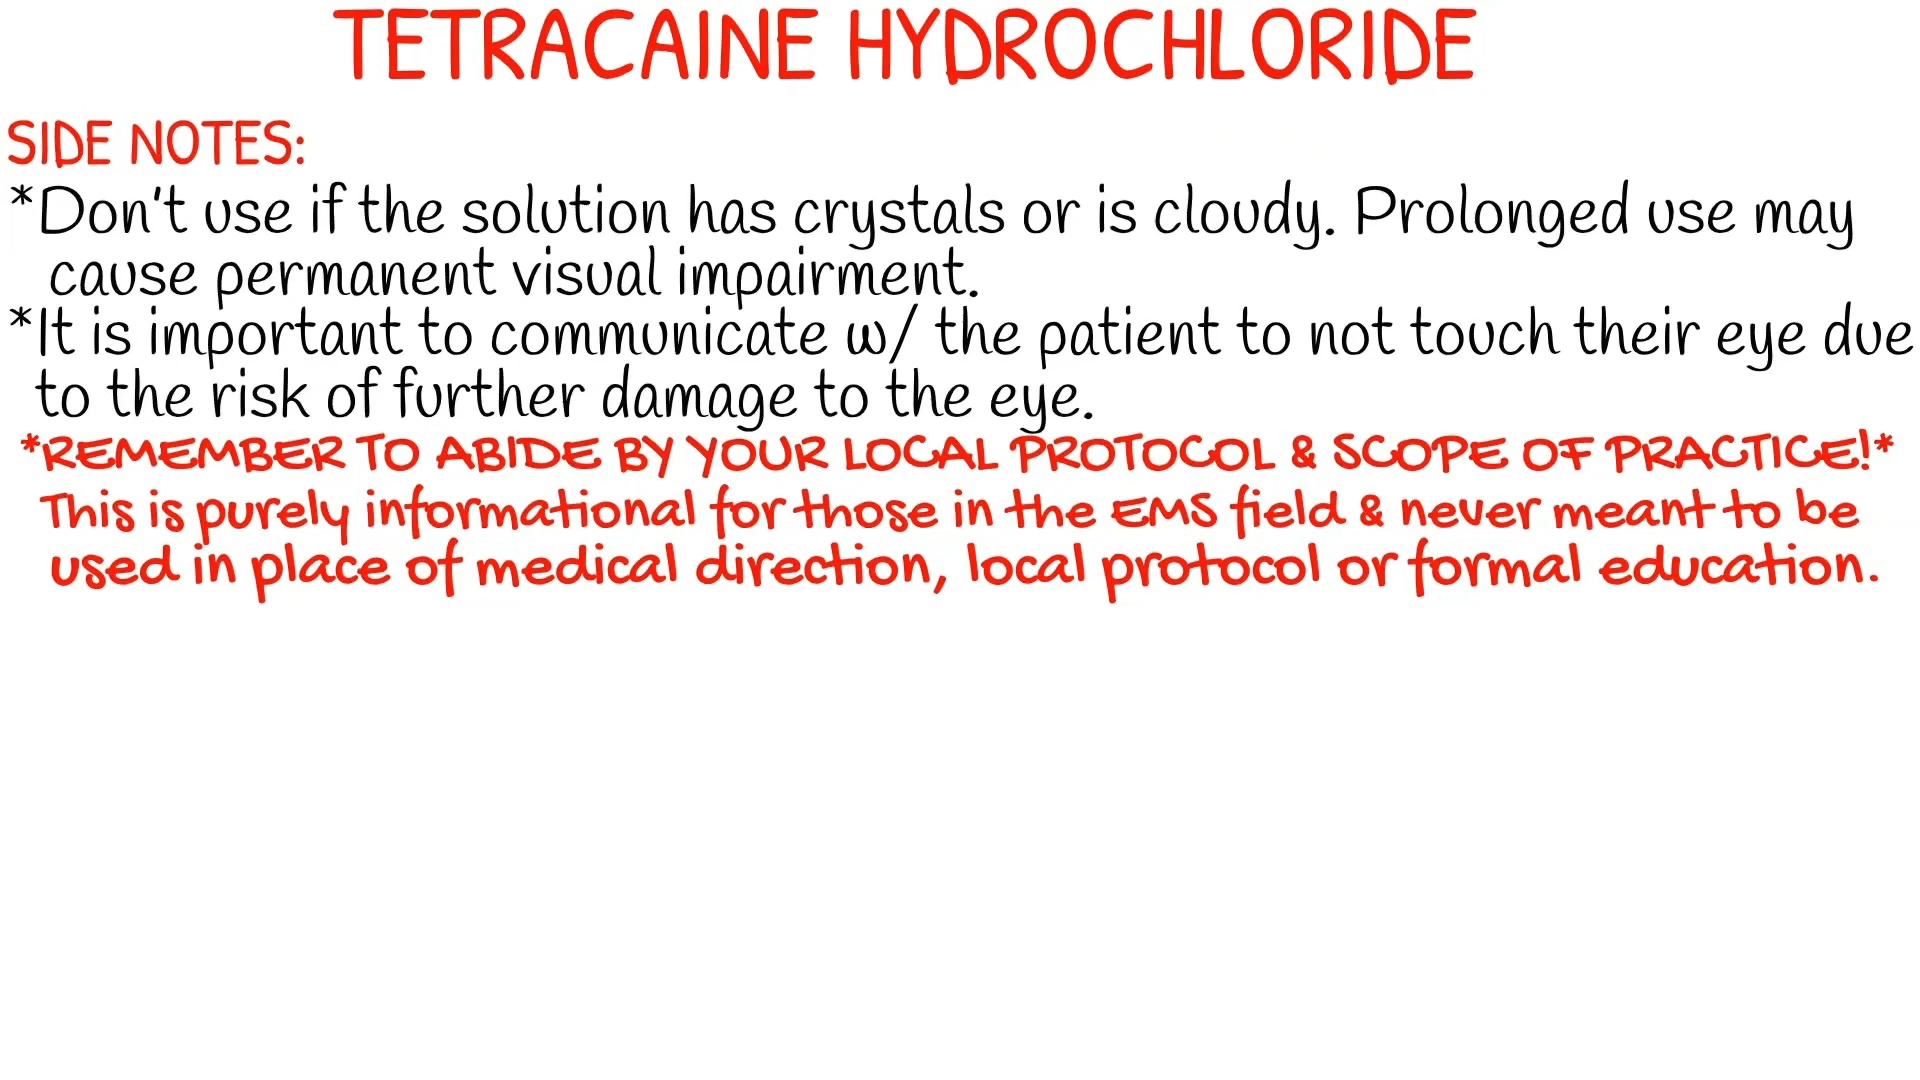 TETRACAINE HYDROCHLORIDE
SIDE NOTES:
*Don't use if the solution has crystals or is cloudy. Prolonged use may
cause permanent visual impairment.
*It is important to communicate w/ the patient to not touch their eye due
to the risk of further damage to the eye.
*REMEMBER TO ABIDE BY YOUR LOCAL PROTOCOL & SCOPE OF PRACTICE!*
This is purely informational for those in the EMS field & never meant to be
used in place of medical direction, local protocol or formal education.